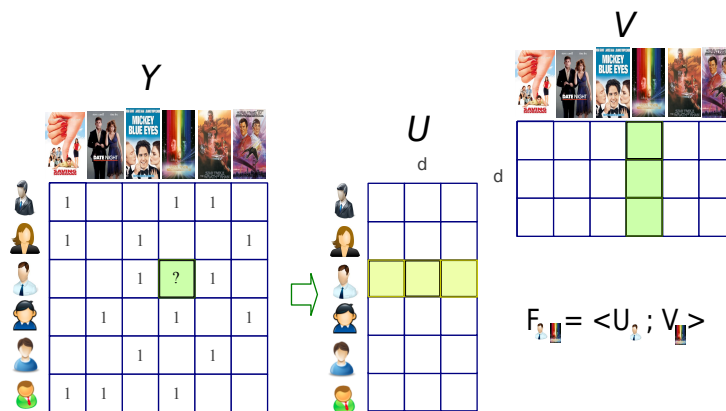 Y
V
U
d
d
SAVING
DATE NIGHT
MICKEY
BLUE EYES
DATE NIGHT
MICKEY
BLUE EYES
1 1 1
1 1 1
1 ? 1
1 1 1
1 1
1 1 1
F = <U ; V >